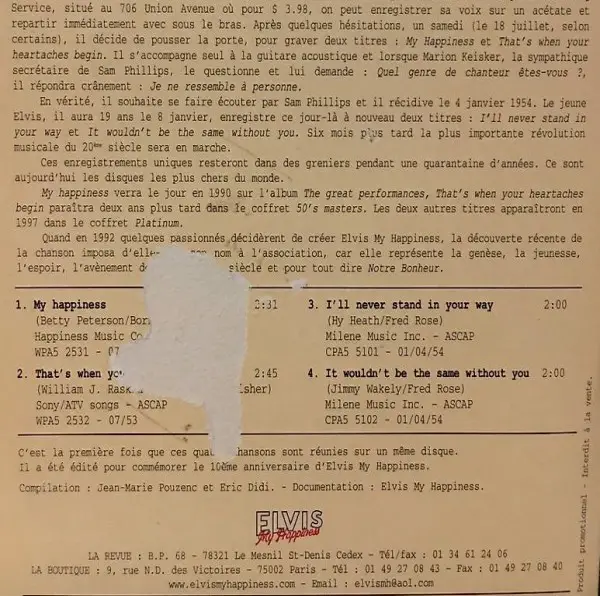 Service, situé au 706 Union Avenue où pour $ 3.98, on peut enregistrer sa voix sur un acétate et
repartir immédiatement avec sous le bras. Après quelques hésitations, un samedi (le 18 juillet, selon
certains), il décide de pousser la porte, pour graver deux titres : My Happiness et That's when your
heartaches begin. Il s'accompagne seul à la guitare acoustique et lorsque Marion Keisker, la sympathique
secrétaire de Sam Phillips, le questionne et lui demande : Quel genre de chanteur êtes-vous ?,
il répondra crânement : Je ne ressemble à personne.
En vérité, il souhaite se faire écouter par Sam Phillips et il récidive le 4 janvier 1954. Le jeune
Elvis, il aura 19 ans le 8 janvier, enregistre ce jour-là à nouveau deux titres : I'll never stand in
your way et It wouldn't be the same without you. Six mois plus tard la plus importante révolution
musicale du 20ème siècle sera en marche.
Ces enregistrements uniques resteront dans des greniers pendant une quarantaine d'années. Ce sont
aujourd'hui les disques les plus chers du monde.
My happiness verra le jour en 1990 sur l'album The great performances, That's when your heartaches
begin paraîtra deux ans plus tard dans le coffret 50's masters. Les deux autres titres apparaîtront en
1997 dans le coffret Platinum.
Quand en 1992 quelques passionnés décidèrent de créer Elvis My Happiness, la découverte récente de
la chanson imposa nom à l'association, car elle représente la genèse, la jeunesse,
l'espoir, l'avènement siècle et pour tout dire Notre Bonheur.
1. My happiness 2:31
(Betty Peterson/
Happiness Music
WPA5 2531 - 07
2. That's when 2:45
(William J.
Sony/ATV songs - ASCAP
WPA5 2532 - 07/53
3. I'll never stand in your way 2:00
(Hy Heath/Fred Rose)
Milene Music Inc. - ASCAP
CPA5 5101 - 01/04/54
4. It wouldn't be the same without you 2:00
(Jimmy Wakely/Fred Rose)
Milene Music Inc. - ASCAP
CPA5 5102 - 01/04/54
C'est la première fois que ces chansons sont réunies sur un même disque.
Il a été édité pour commémorer le 10ème anniversaire d'Elvis My Happiness.
Compilation : Jean-Marie Pouzenc et Eric Didi. - Documentation : Elvis My Happiness.
ELVIS
My Happiness
LA REVUE : B.P. 68 - 78321 Le Mesnil St-Denis Cedex - Tél/fax : 01 34 61 24 06
LA BOUTIQUE : 9, rue N.D. des Victoires - 75002 Paris - Tél : 01 49 27 08 43 - Fax : 01 49 27 08 40
www.elvismyhappiness.com - Email : elvismh@aol.com
Produit promotionnel - Interdit à la vente.